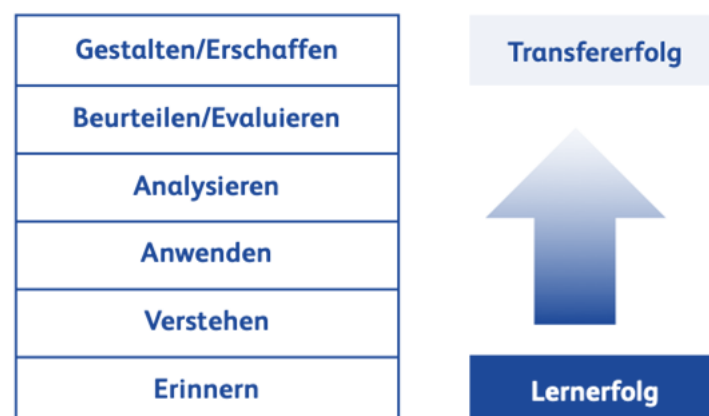 Gestalten/Erschaffen
Beurteilen/Evaluieren
Analysieren
Anwenden
Verstehen
Erinnern
Transfererfolg
Lernerfolg